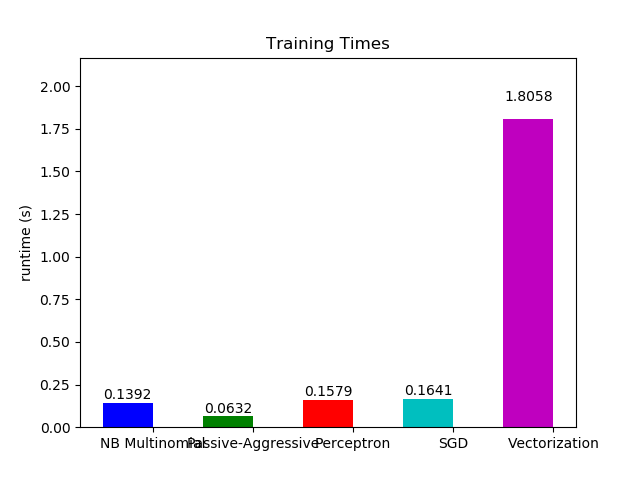 Training Times
2.00
1.75
1.50
1.25
1.00
0.75
0.50
0.25
0.00
runtime (s)
0.1392
0.0632
0.1579
0.1641
1.8058
NB Multinomial
Passive-Aggressive
Perceptron
SGD
Vectorization